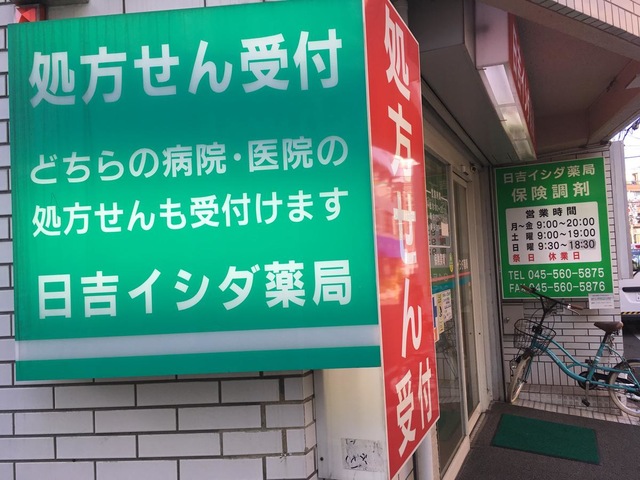 処方せん受付
どちらの病院・医院の
処方せんも受付けます
日吉イシダ薬局
処方せん受付
日吉イシダ薬局
保険調剤
営業時間
月～金 9:00～20:00
土曜 9:00～19:00
日曜 9:30～18:30
祭日 休業日
TEL 045-560-5875
FAX 045-560-5876